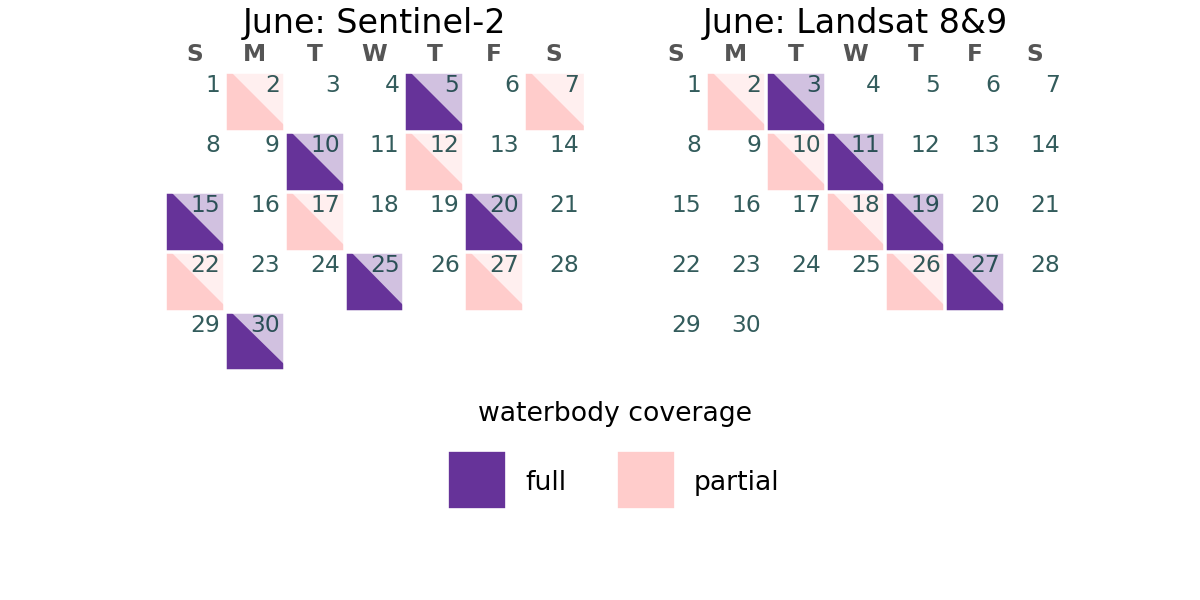 June: Sentinel-2
S M T W T F S
1 2 3 4 5 6 7
8 9 10 11 12 13 14
15 16 17 18 19 20 21
22 23 24 25 26 27 28
29 30
June: Landsat 8&9
S M T W T F S
1 2 3 4 5 6 7
8 9 10 11 12 13 14
15 16 17 18 19 20 21
22 23 24 25 26 27 28
29 30
waterbody coverage
full
partial